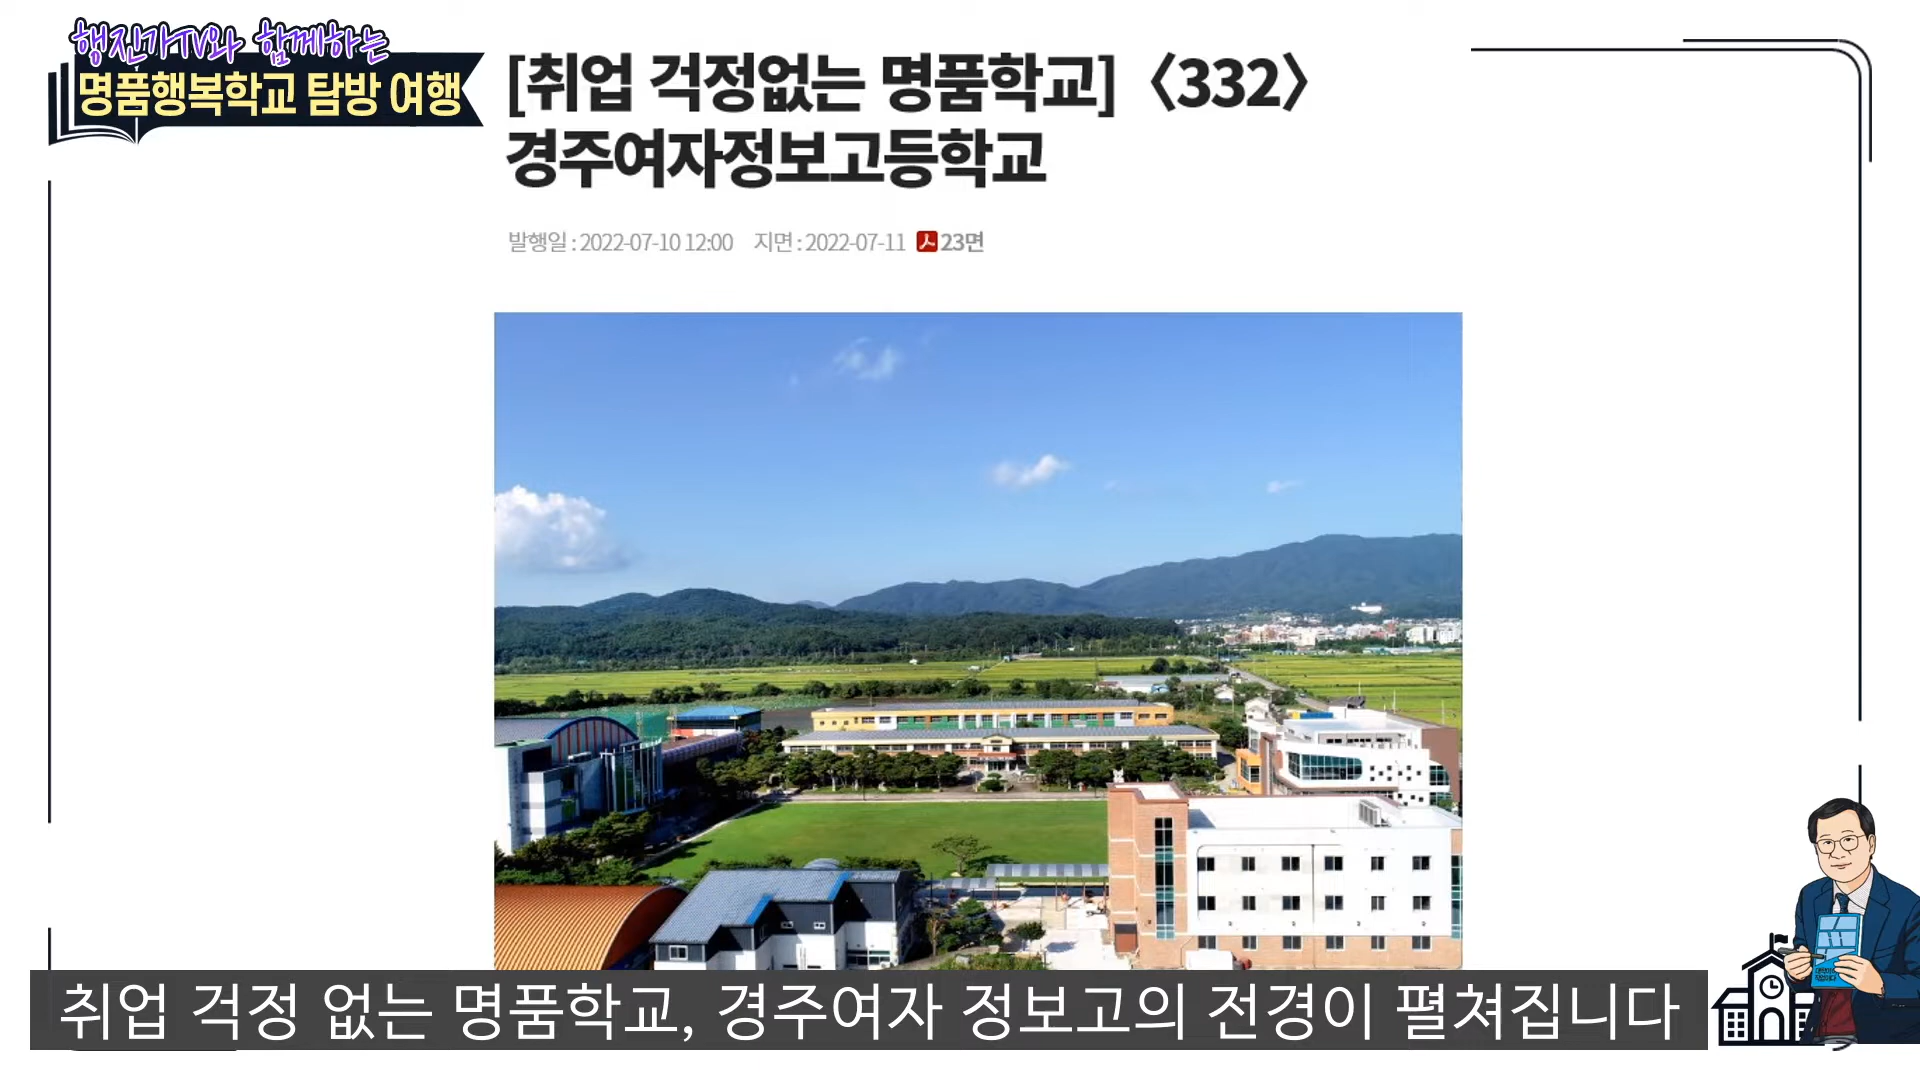 행진가TV와 함께하는
명품행복학교 탐방 여행
[취업 걱정없는 명품학교]〈332〉
경주여자정보고등학교
발행일 : 2022-07-10 12:00 지면 : 2022-07-11 23면
취업 걱정 없는 명품학교, 경주여자 정보고의 전경이 펼쳐집니다